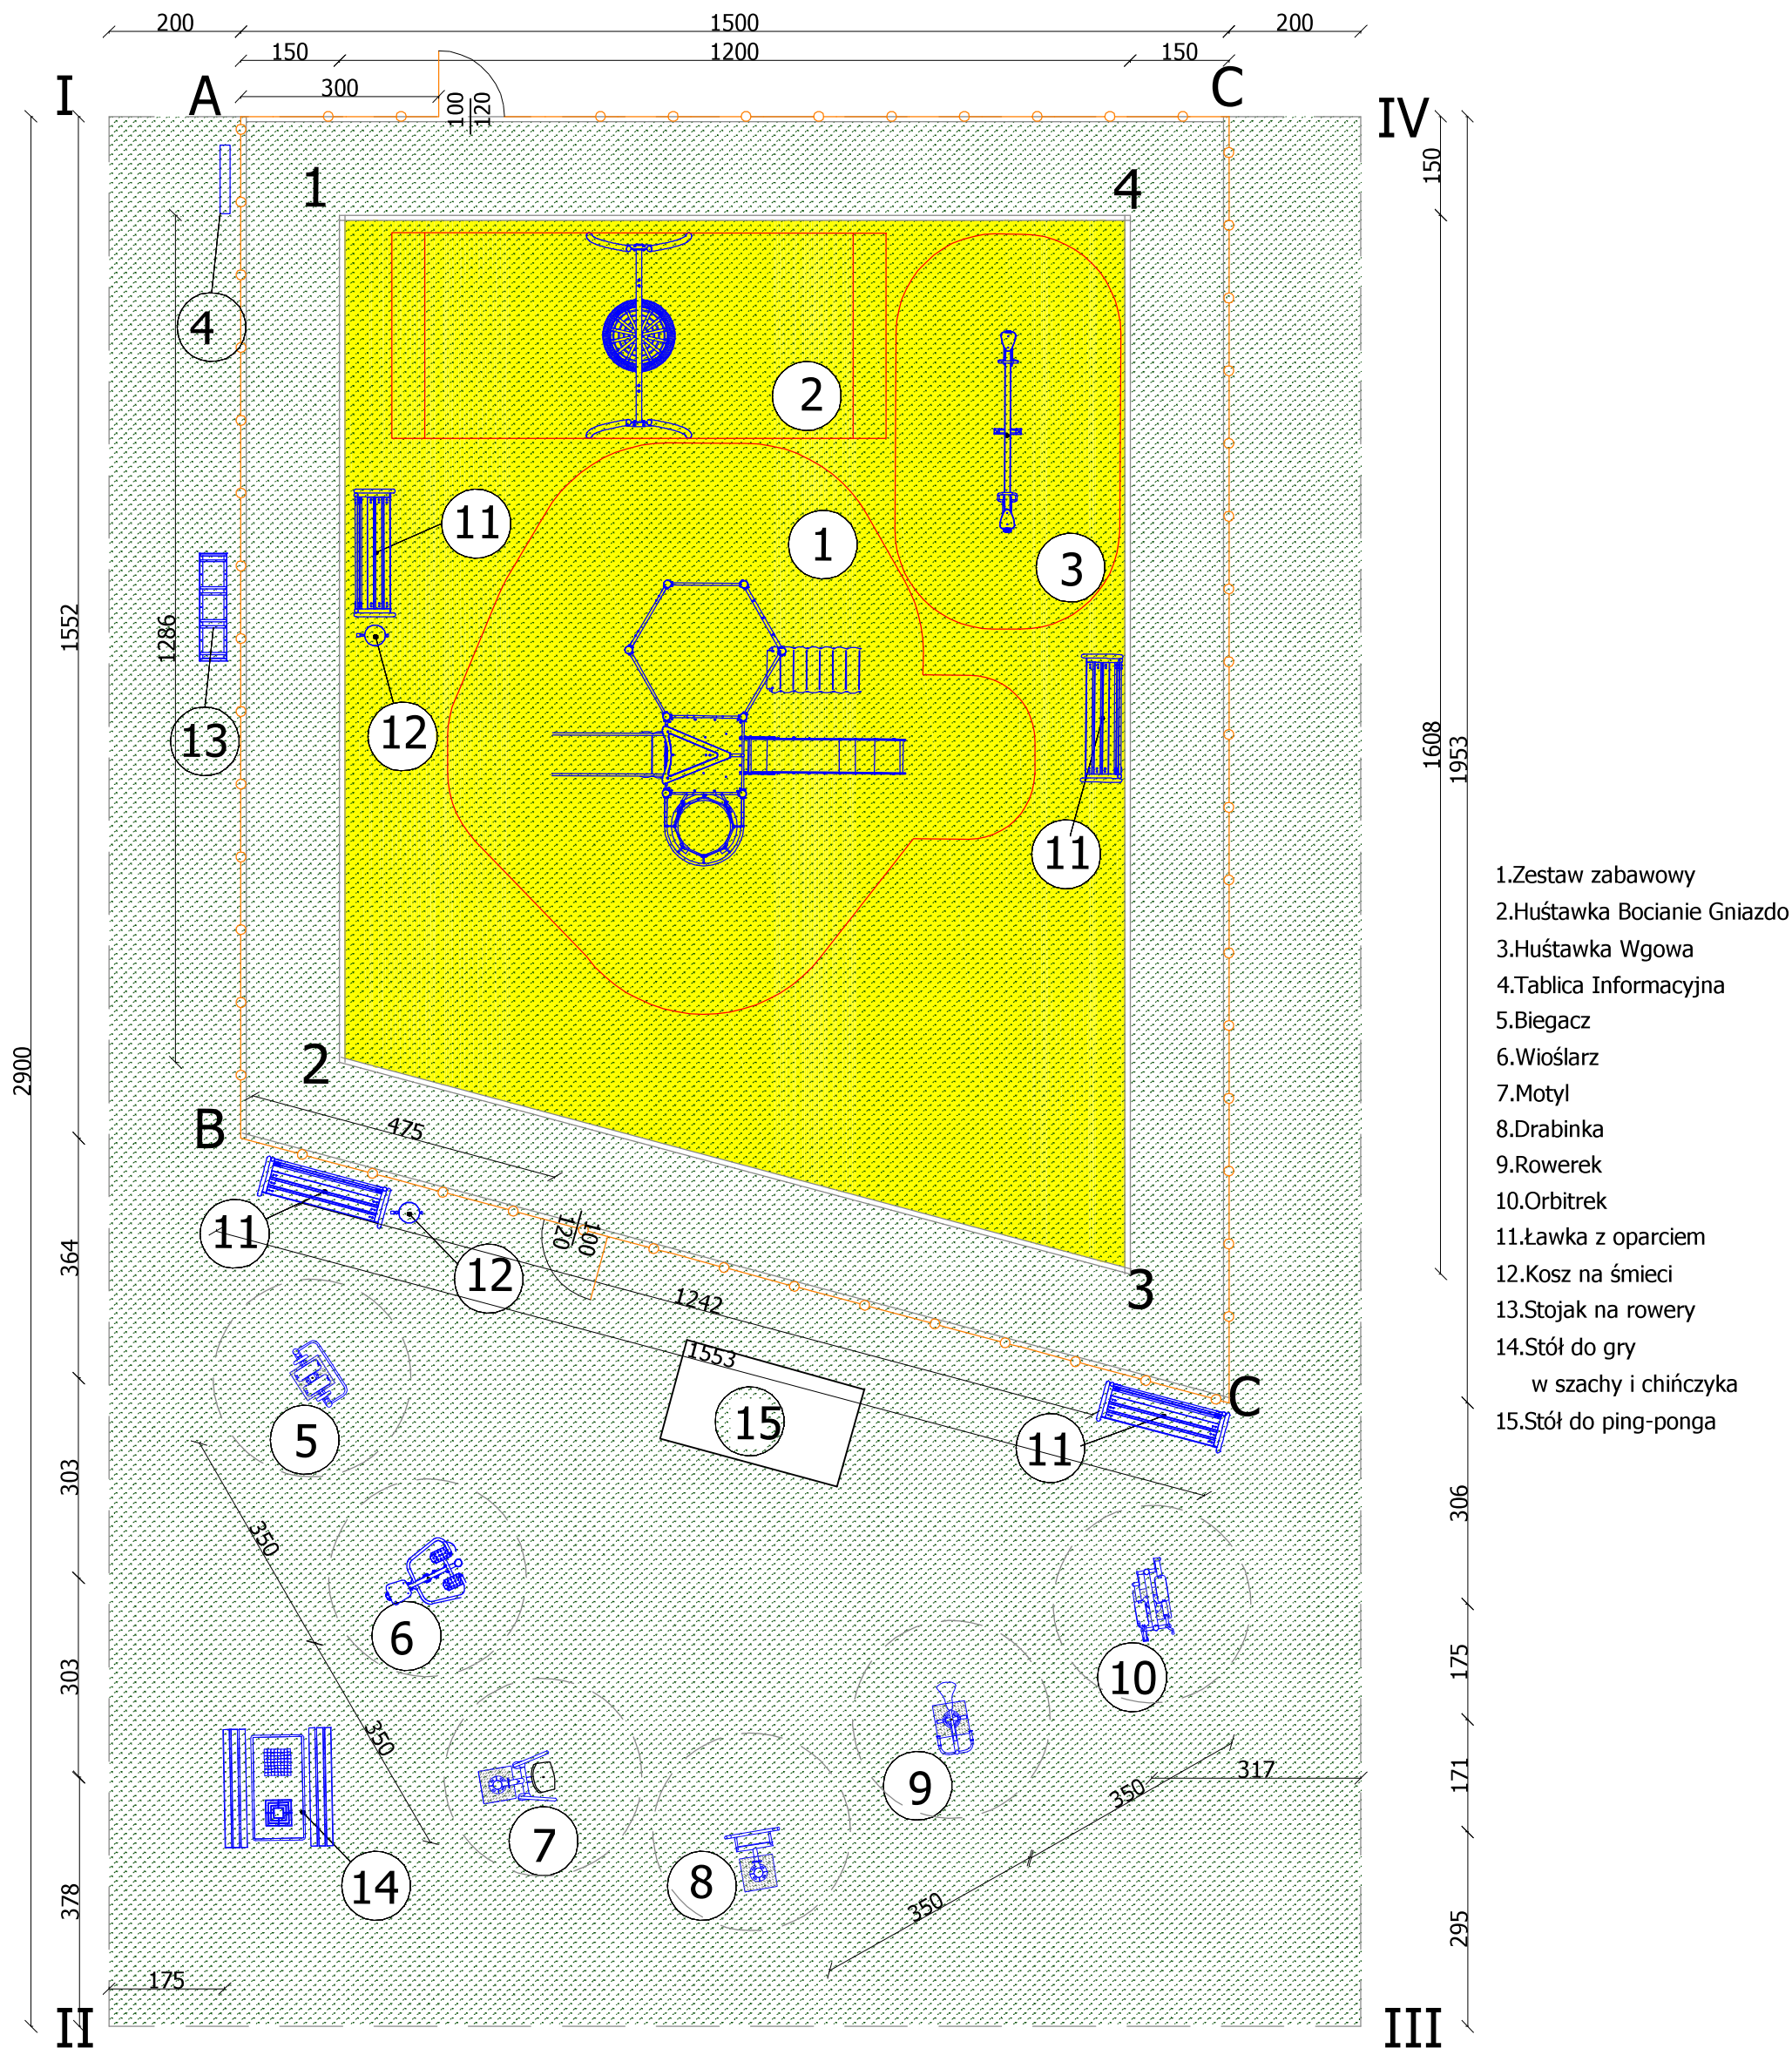 200 1500 200
150 1200 150
300
I A C IV
100
120
150
1 4
4
2
11 1 3
1552
1286
12
13
1608
1953
11
1.Zestaw zabawowy
2.Huśtawka Bocianie Gniazdo
3.Huśtawka Wgowa
4.Tablica Informacyjna
5.Biegacz
6.Wioślarz
7.Motyl
8.Drabinka
9.Rowerek
10.Orbitrek
11.Ławka z oparciem
12.Kosz na śmieci
13.Stojak na rowery
14.Stół do gry
w szachy i chińczyka
15.Stół do ping-ponga
2900
2
B
475
11
100
120
364
12
3
1242
1553
C
5
15
11
303
350
306
6
10
303
175
350
9
317
171
350
7
14
8
378
350
295
175
II III